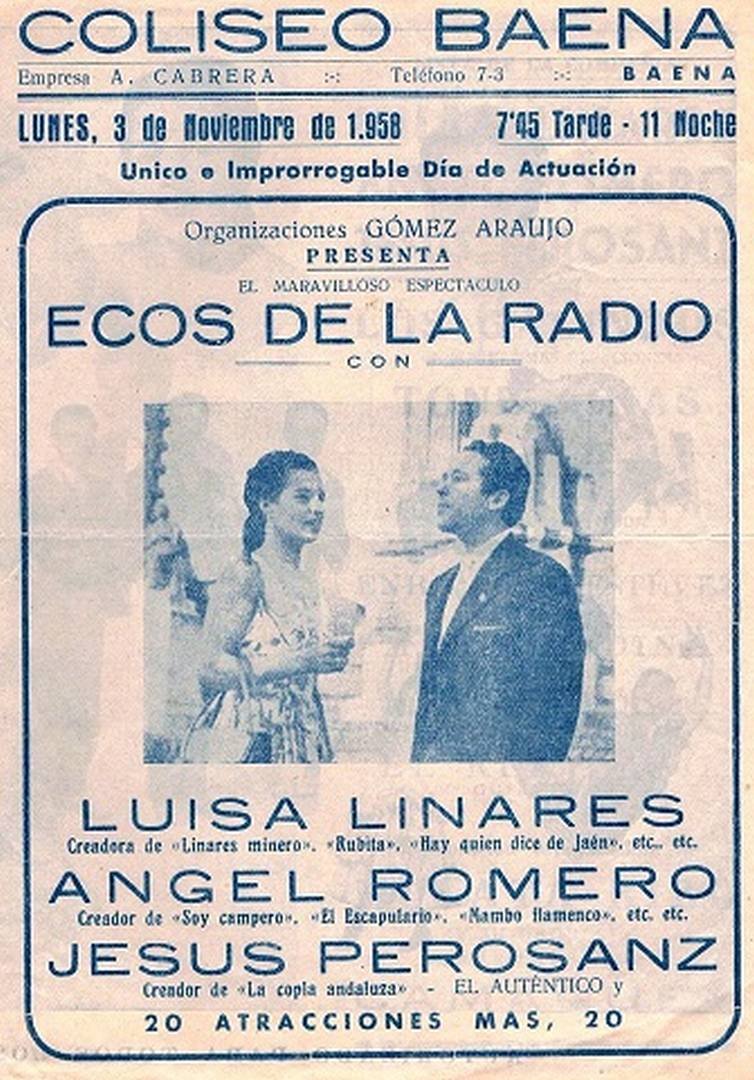 COLISEO BAENA
Empresa A. CABRERA :-: Teléfono 7-3 :-: BAENA
LUNES, 3 de Noviembre de 1.958 7'45 Tarde - 11 Noche
Unico e Improrrogable Día de Actuación
Organizaciones GÓMEZ ARAUJO
PRESENTA
EL MARAVILLOSO ESPECTACULO
ECOS DE LA RADIO
CON
LUISA LINARES
Creadora de «Linares minero», «Rubita», «Hay quien dice de Jaén», etc., etc.
ANGEL ROMERO
Creador de «Soy campero», «El Escapulario», «Mambo flamenco», etc. etc.
JESUS PEROSANZ
Creador de «La copla andaluza» - EL AUTÉNTICO y
20 ATRACCIONES MAS, 20